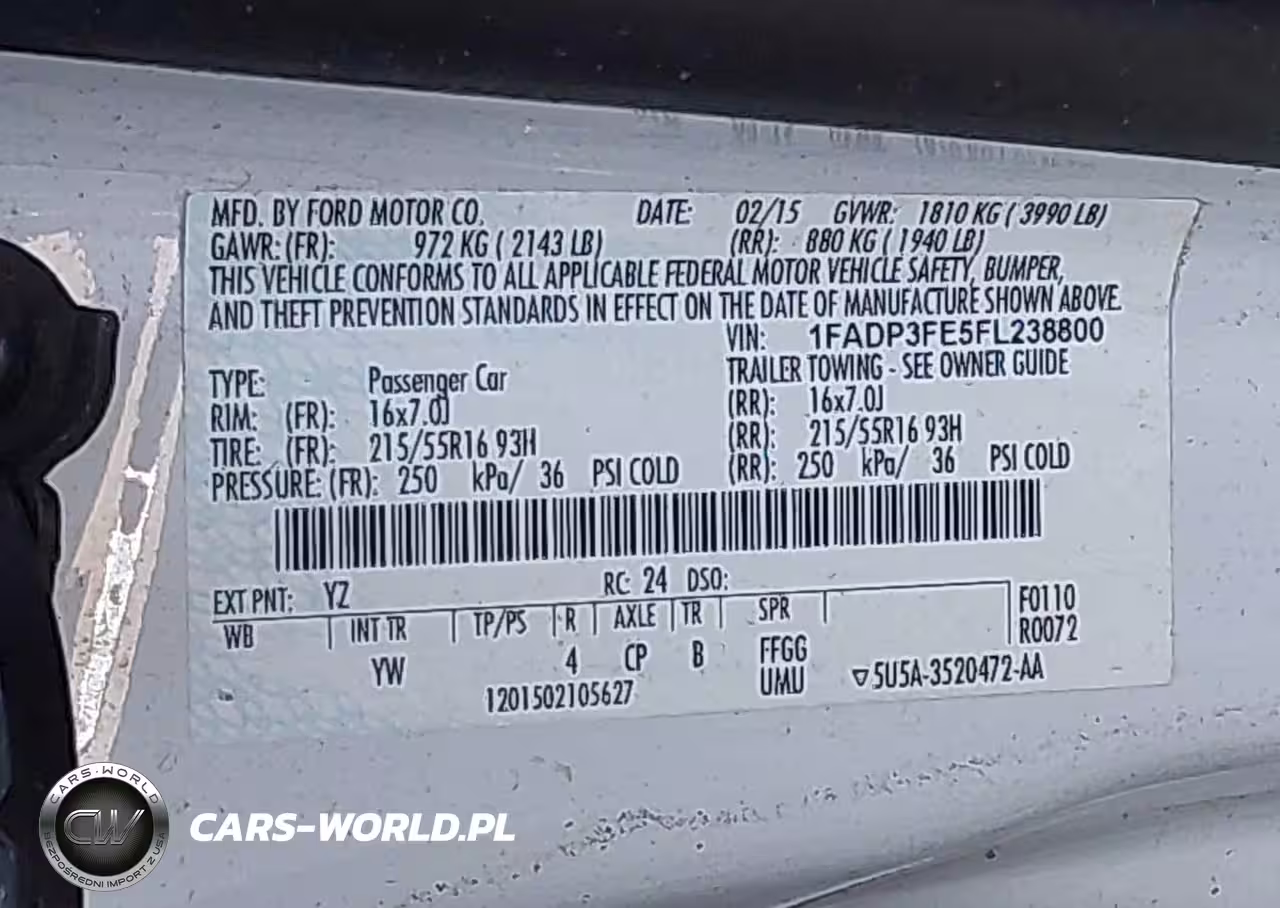 MFD. BY FORD MOTOR CO. DATE: 02/15 GVWR: 1810 KG ( 3990 LB)
GAWR: (FR): 972 KG ( 2143 LB) (RR): 880 KG ( 1940 LB)
THIS VEHICLE CONFORMS TO ALL APPLICABLE FEDERAL MOTOR VEHICLE SAFETY, BUMPER,
AND THEFT PREVENTION STANDARDS IN EFFECT ON THE DATE OF MANUFACTURE SHOWN ABOVE.
VIN: 1FADP3FE5FL238800
TYPE: Passenger Car TRAILER TOWING - SEE OWNER GUIDE
RIM: (FR): 16x7.0J (RR): 16x7.0J
TIRE: (FR): 215/55R16 93H (RR): 215/55R16 93H
PRESSURE: (FR): 250 kPa/ 36 PSI COLD (RR): 250 kPa/ 36 PSI COLD
EXT PNT: YZ RC: 24 DSO:
WB INT TR TP/PS R AXLE TR SPR F0110
R0072
YW 4 CP B FFGG
UMU 5U5A-3520472-AA
1201502105627
CARS-WORLD
CW
BEZPOŚREDNI IMPORT Z USA
CARS-WORLD.PL